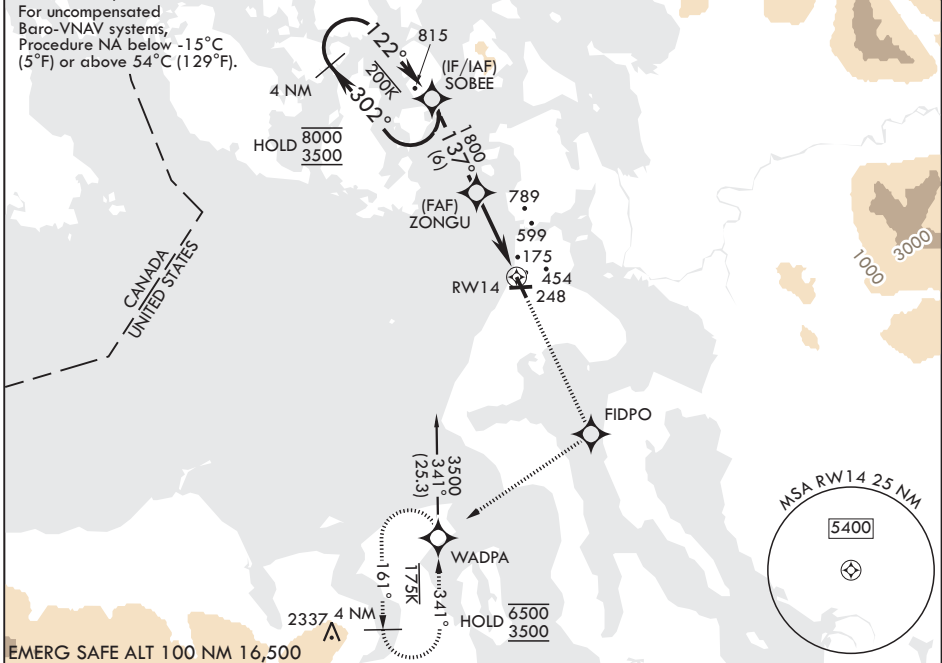 For uncompensated
Baro-VNAV systems,
Procedure NA below -15°C
(5°F) or above 54°C (129°F).
122°
815
(IF/IAF)
SOBEE
200K
4 NM
302°
HOLD 8000
3500
1800
137°
(6)
(FAF)
ZONGU
789
599
175
454
RW14
248
CANADA
UNITED STATES
1000
3000
FIDPO
3500
341°
(25.3)
WADPA
MSA RW14 25 NM
5400
161°
175K
341°
2337
4 NM
HOLD 6500
3500
EMERG SAFE ALT 100 NM 16,500